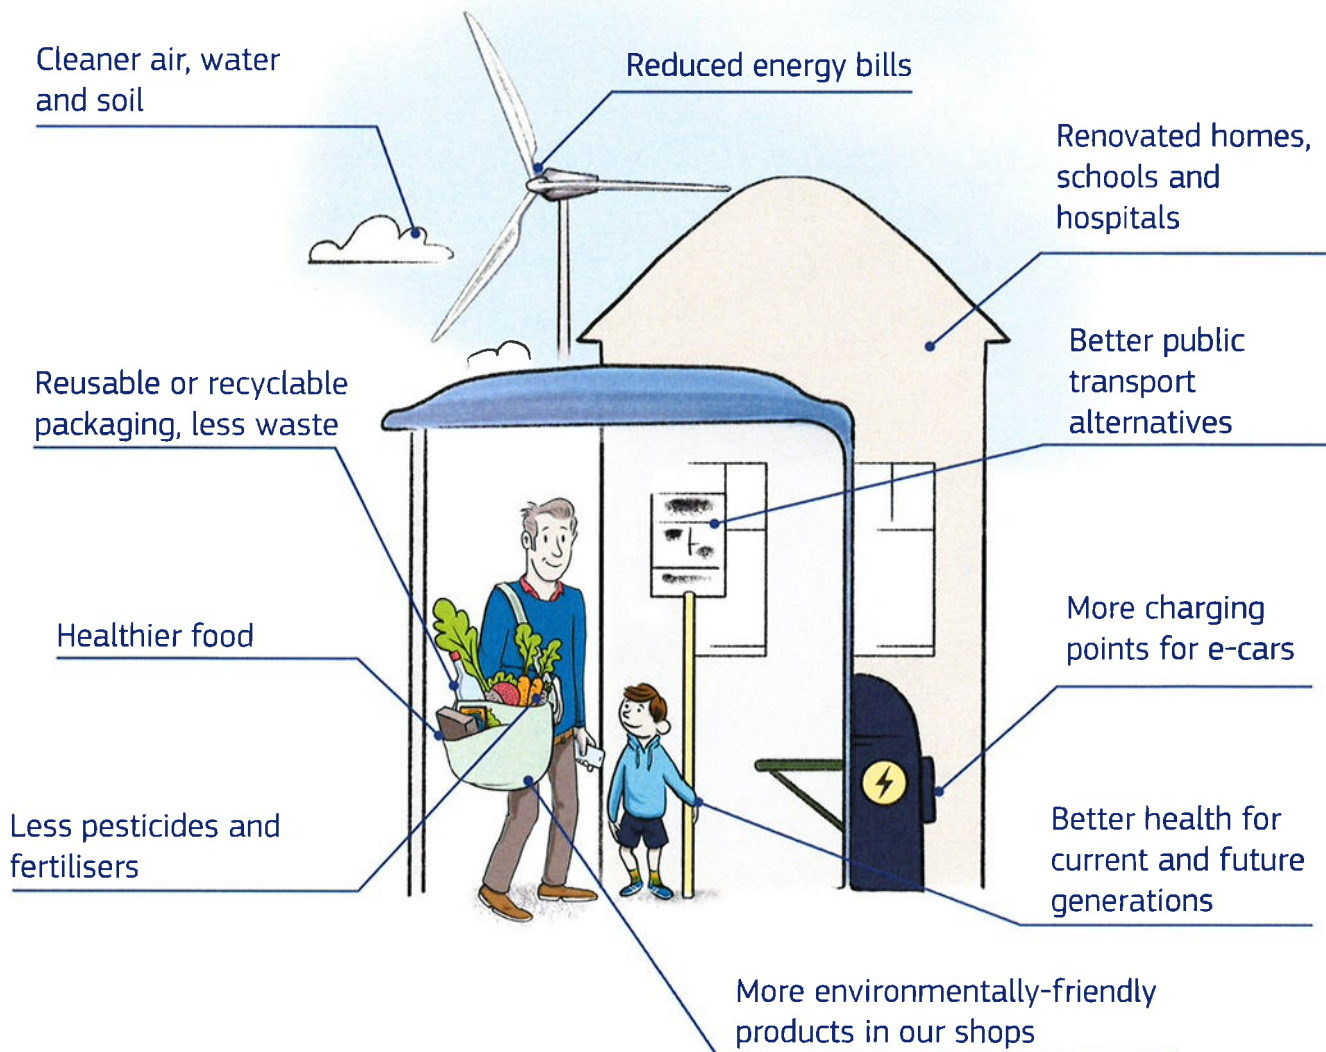 Cleaner air, water
and soil
Reduced energy bills
Renovated homes,
schools and
hospitals
Better public
transport
alternatives
Reusable or recyclable
packaging, less waste
Healthier food
More charging
points for e-cars
Less pesticides and
fertilisers
Better health for
current and future
generations
More environmentally-friendly
products in our shops